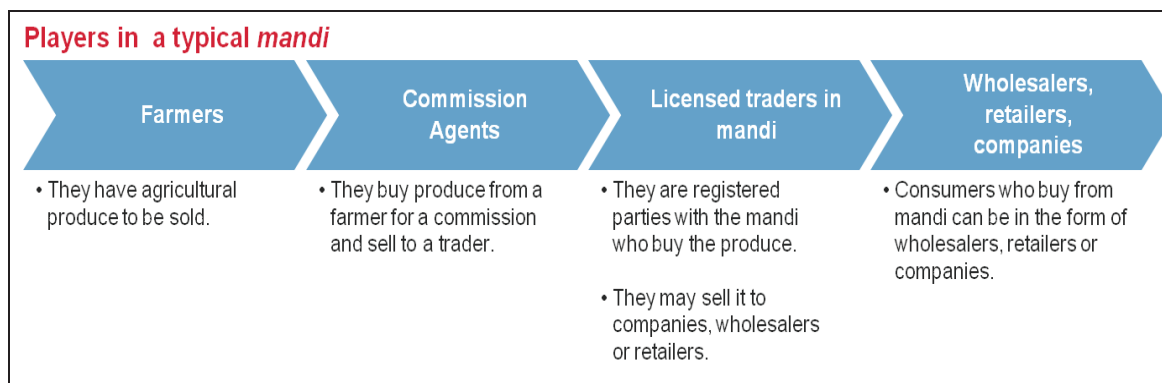 Players in a typical mandi
Farmers
Commission
Agents
Licensed traders in
mandi
Wholesalers,
retailers,
companies
• They have agricultural
produce to be sold.
• They buy produce from a
farmer for a commission
and sell to a trader.
• They are registered
parties with the mandi
who buy the produce.
• They may sell it to
companies, wholesalers
or retailers.
• Consumers who buy from
mandi can be in the form of
wholesalers, retailers or
companies.